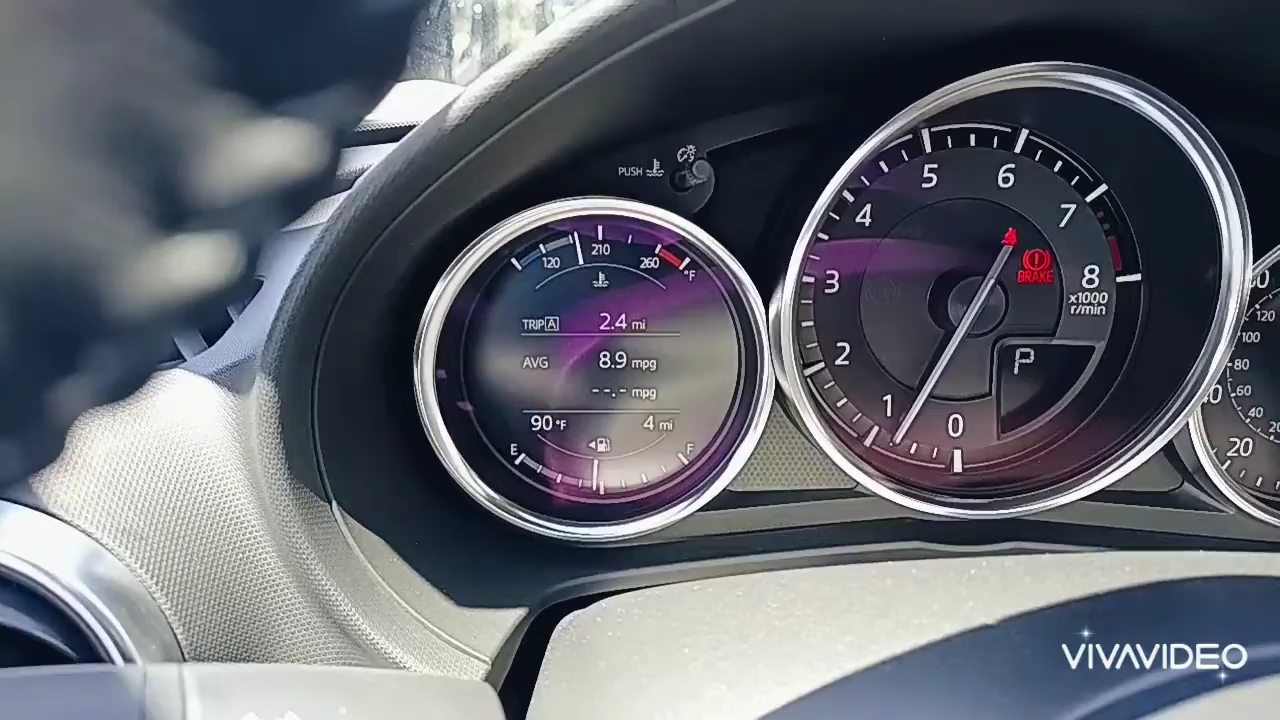 PUSH
120 210 260 °F
TRIP A 2.4 mi
AVG 8.9 mpg
--.- mpg
90 °F 4 mi
E F
0 1 2 3 4 5 6 7 8
x1000
r/min
BRAKE
P
120
100
80
60
40
20
VIVAVIDEO